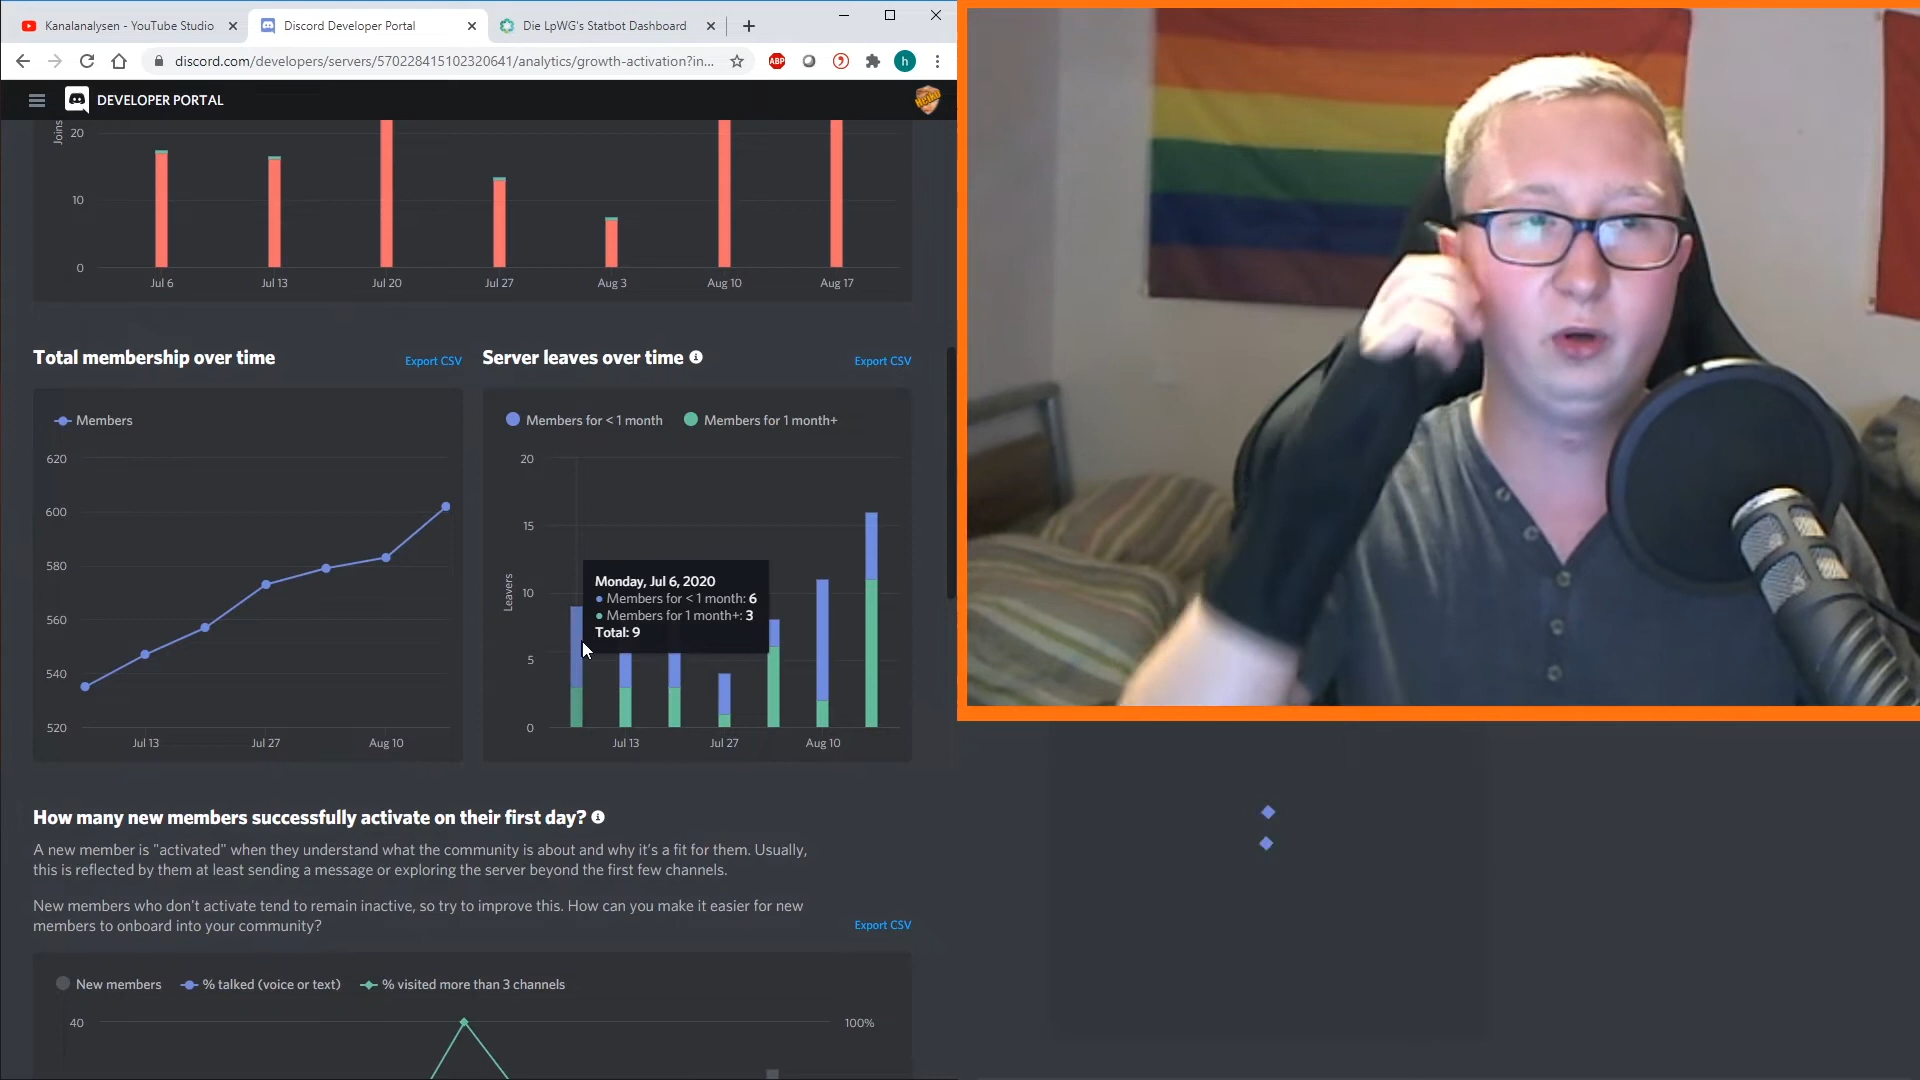 Kanalanalysen - YouTube Studio
Discord Developer Portal
Die LpWG's Statbot Dashboard
discord.com/developers/servers/570228415102320641/analytics/growth-activation?in...
ABP
h
DEVELOPER PORTAL
Joins
20
10
0
Jul 6
Jul 13
Jul 20
Jul 27
Aug 3
Aug 10
Aug 17
Total membership over time
Export CSV
Members
620
600
580
560
540
520
Jul 13
Jul 27
Aug 10
Server leaves over time
Export CSV
Members for < 1 month
Members for 1 month+
Leavers
20
15
10
5
0
Monday, Jul 6, 2020
Members for < 1 month: 6
Members for 1 month+: 3
Total: 9
Jul 13
Jul 27
Aug 10
How many new members successfully activate on their first day?
A new member is "activated" when they understand what the community is about and why it's a fit for them. Usually,
this is reflected by them at least sending a message or exploring the server beyond the first few channels.
New members who don't activate tend to remain inactive, so try to improve this. How can you make it easier for new
members to onboard into your community?
Export CSV
New members
% talked (voice or text)
% visited more than 3 channels
40
100%